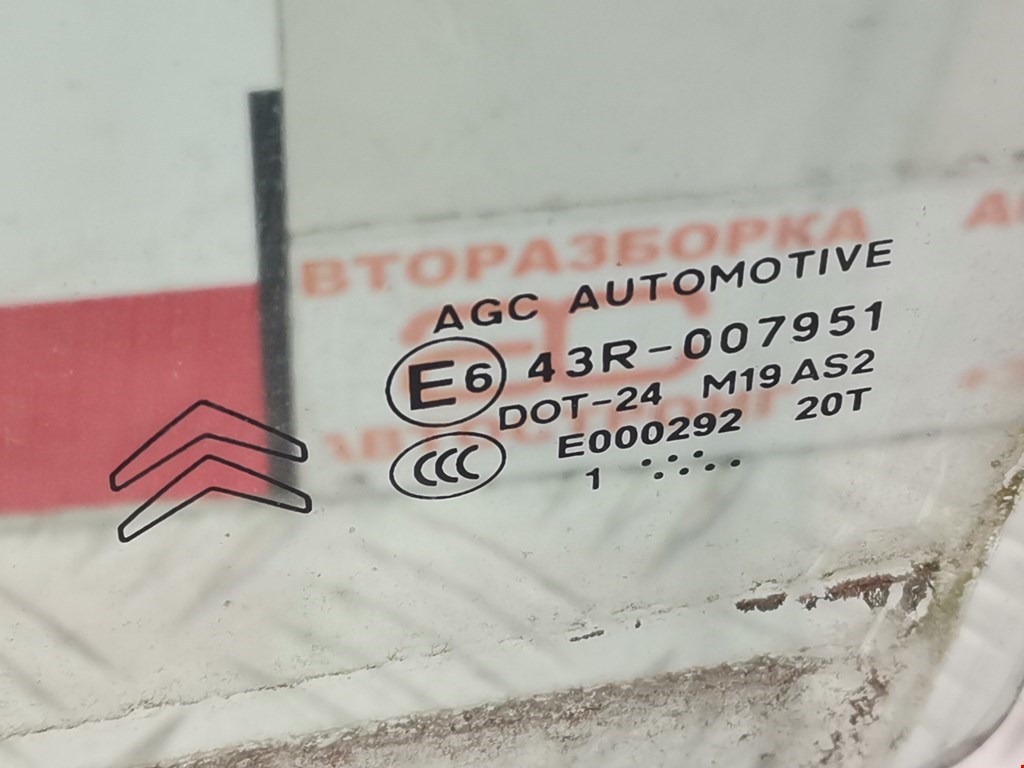 ВТОРАЗБОРКА
AGC AUTOMOTIVE
E6 43R-007951
DOT-24 M19 AS2
CCC E000292 20T
1